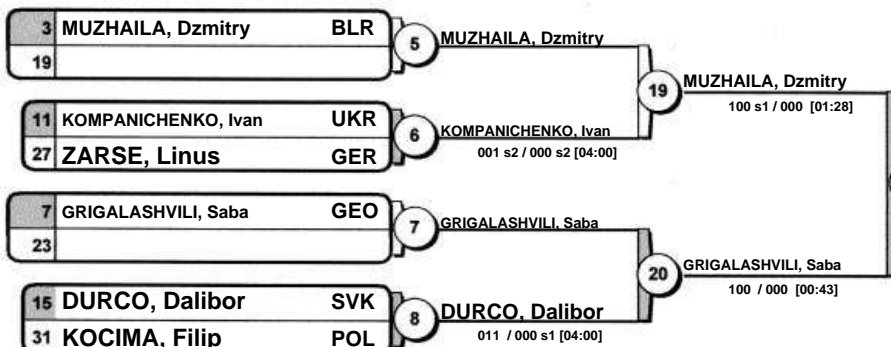 3 MUZHAILA, Dzmitry BLR
19
5
MUZHAILA, Dzmitry
11 KOMPANICHENKO, Ivan UKR
27 ZARSE, Linus GER
6
KOMPANICHENKO, Ivan
001 s2 / 000 s2 [04:00]
19
MUZHAILA, Dzmitry
100 s1 / 000 [01:28]
7 GRIGALASHVILI, Saba GEO
23
7
GRIGALASHVILI, Saba
15 DURCO, Dalibor SVK
31 KOCIMA, Filip POL
8
DURCO, Dalibor
011 / 000 s1 [04:00]
20
GRIGALASHVILI, Saba
100 / 000 [00:43]